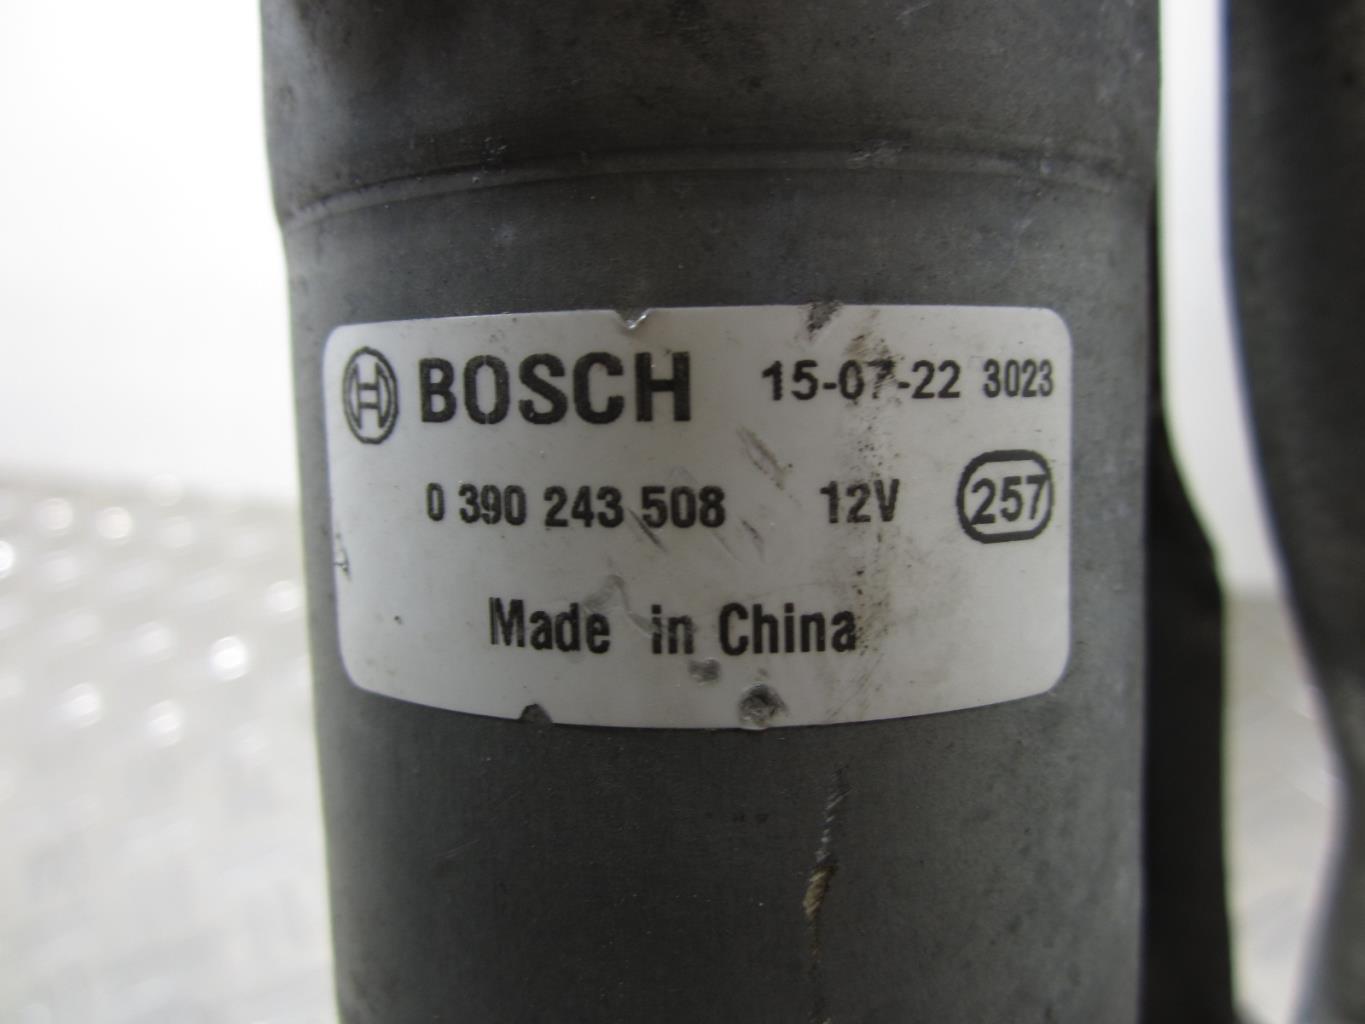 BOSCH 15-07-22 3023
0 390 243 508 12V 257
Made in China